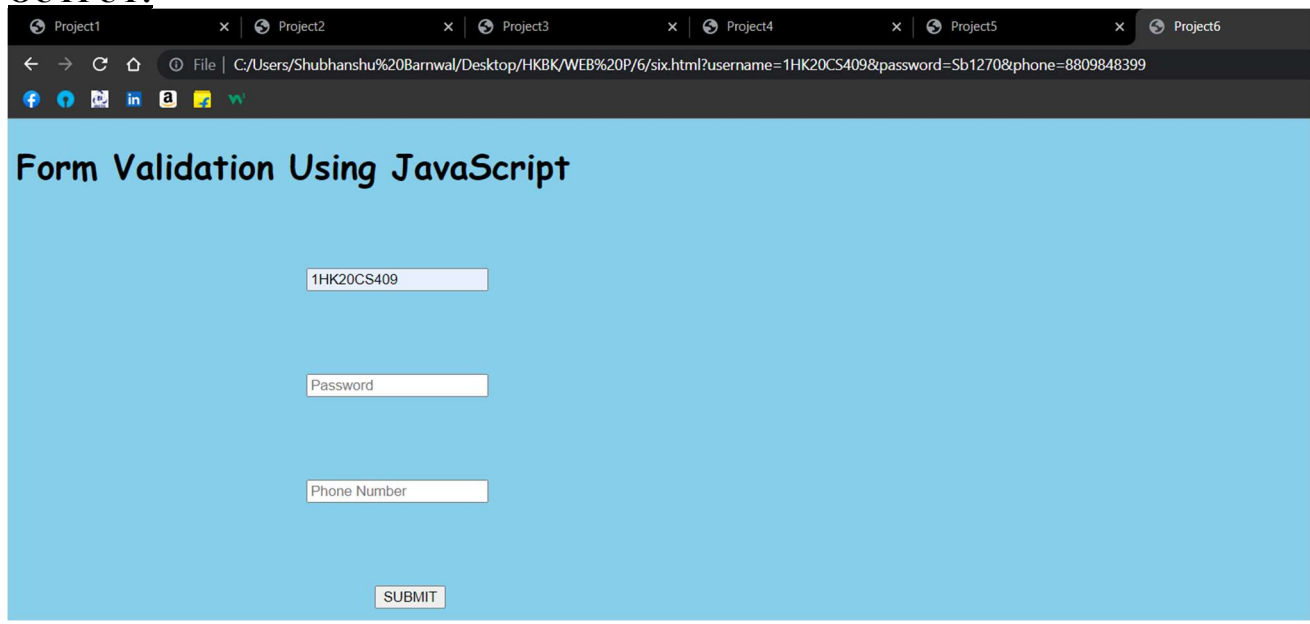 OUTPUT:
Project1 Project2 Project3 Project4 Project5 Project6
File | C:/Users/Shubhanshu%20Barnwal/Desktop/HKBK/WEB%20P/6/six.html?username=1HK20CS409&password=Sb1270&phone=8809848399
Form Validation Using JavaScript
1HK20CS409
Password
Phone Number
SUBMIT